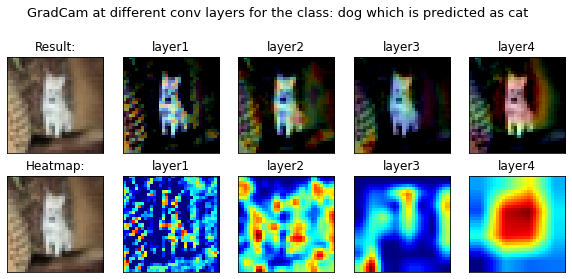 GradCam at different conv layers for the class: dog which is predicted as cat
Result: layer1 layer2 layer3 layer4
Heatmap: layer1 layer2 layer3 layer4